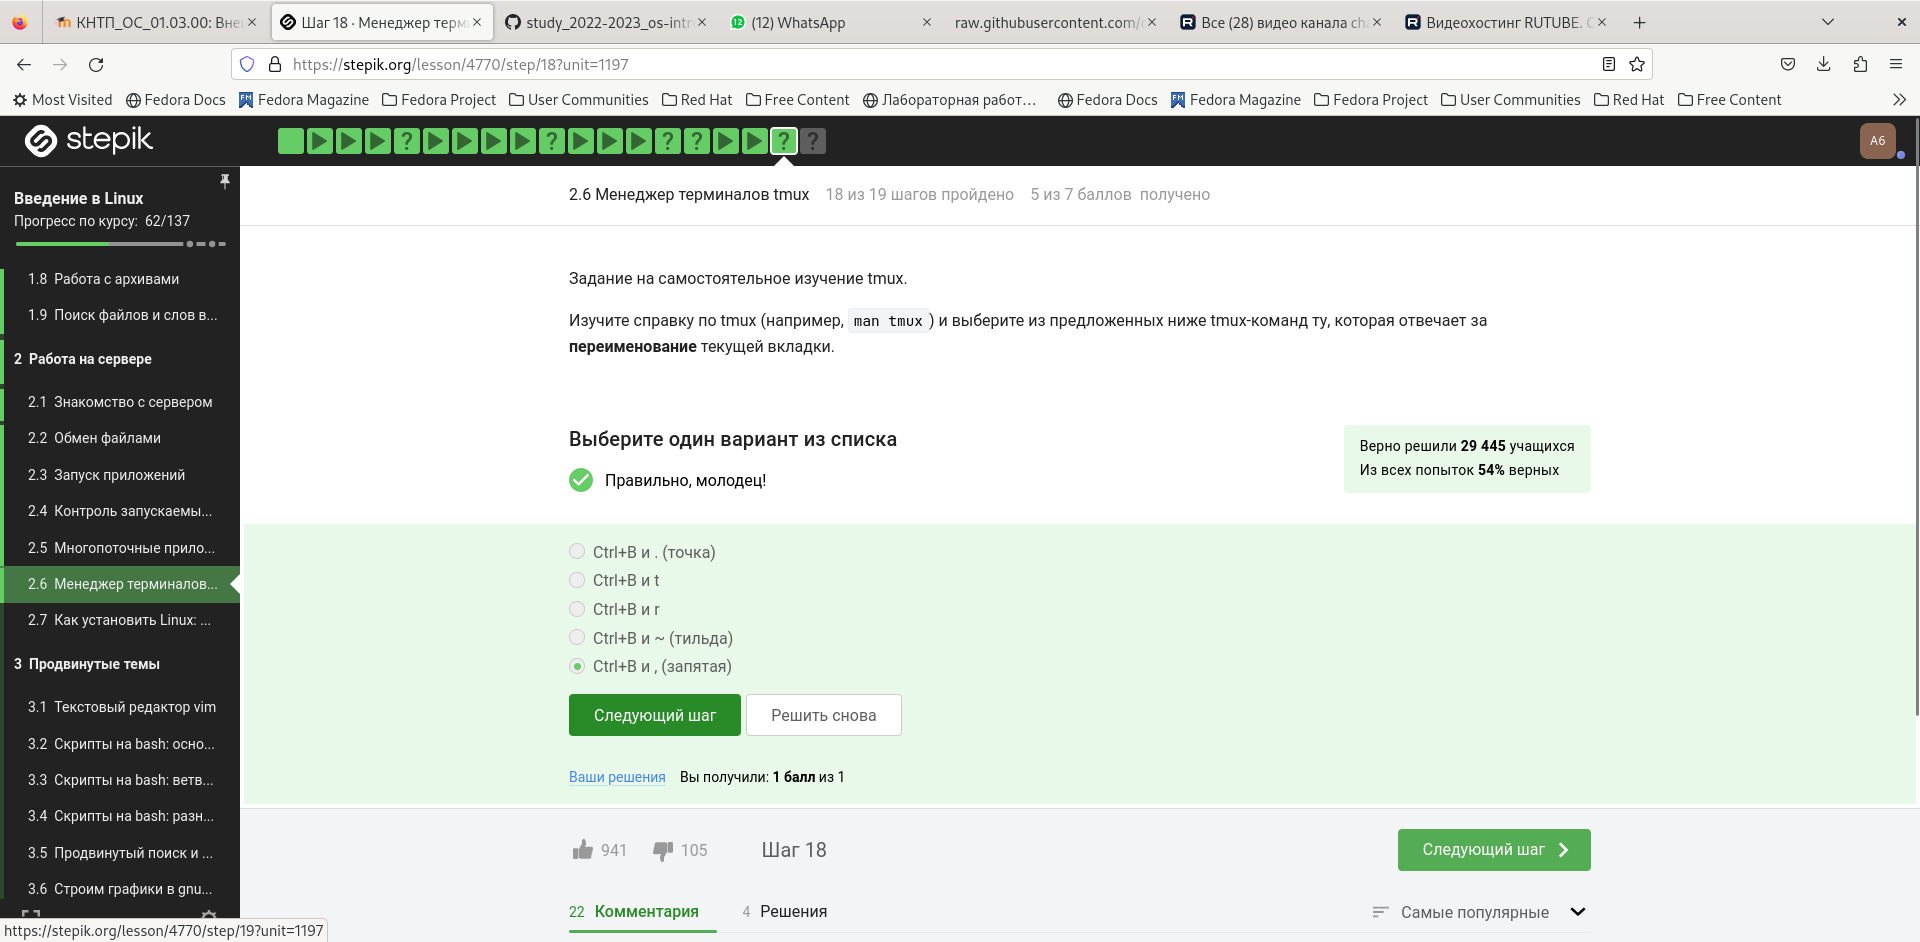 КНТП_ОС_01.03.00: Вне
Шаг 18 · Менеджер терм
study_2022-2023_os-intr
(12) WhatsApp
raw.githubusercontent.com/
Все (28) видео канала ch
Видеохостинг RUTUBE. С
https://stepik.org/lesson/4770/step/18?unit=1197
Most Visited
Fedora Docs
Fedora Magazine
Fedora Project
User Communities
Red Hat
Free Content
Лабораторная работ…
Fedora Docs
Fedora Magazine
Fedora Project
User Communities
Red Hat
Free Content
stepik
A6
Введение в Linux
Прогресс по курсу: 62/137
1.8 Работа с архивами
1.9 Поиск файлов и слов в...
2 Работа на сервере
2.1 Знакомство с сервером
2.2 Обмен файлами
2.3 Запуск приложений
2.4 Контроль запускаемы...
2.5 Многопоточные прило...
2.6 Менеджер терминалов...
2.7 Как установить Linux: ...
3 Продвинутые темы
3.1 Текстовый редактор vim
3.2 Скрипты на bash: осно...
3.3 Скрипты на bash: ветв...
3.4 Скрипты на bash: разн...
3.5 Продвинутый поиск и ...
3.6 Строим графики в gnu...
2.6 Менеджер терминалов tmux 18 из 19 шагов пройдено 5 из 7 баллов получено
Задание на самостоятельное изучение tmux.
Изучите справку по tmux (например, man tmux ) и выберите из предложенных ниже tmux-команд ту, которая отвечает за
переименование текущей вкладки.
Выберите один вариант из списка
Правильно, молодец!
Верно решили 29 445 учащихся
Из всех попыток 54% верных
Ctrl+B и . (точка)
Ctrl+B и t
Ctrl+B и r
Ctrl+B и ~ (тильда)
Ctrl+B и , (запятая)
Следующий шаг
Решить снова
Ваши решения Вы получили: 1 балл из 1
941
105
Шаг 18
Следующий шаг
22 Комментария
4 Решения
Самые популярные
https://stepik.org/lesson/4770/step/19?unit=1197